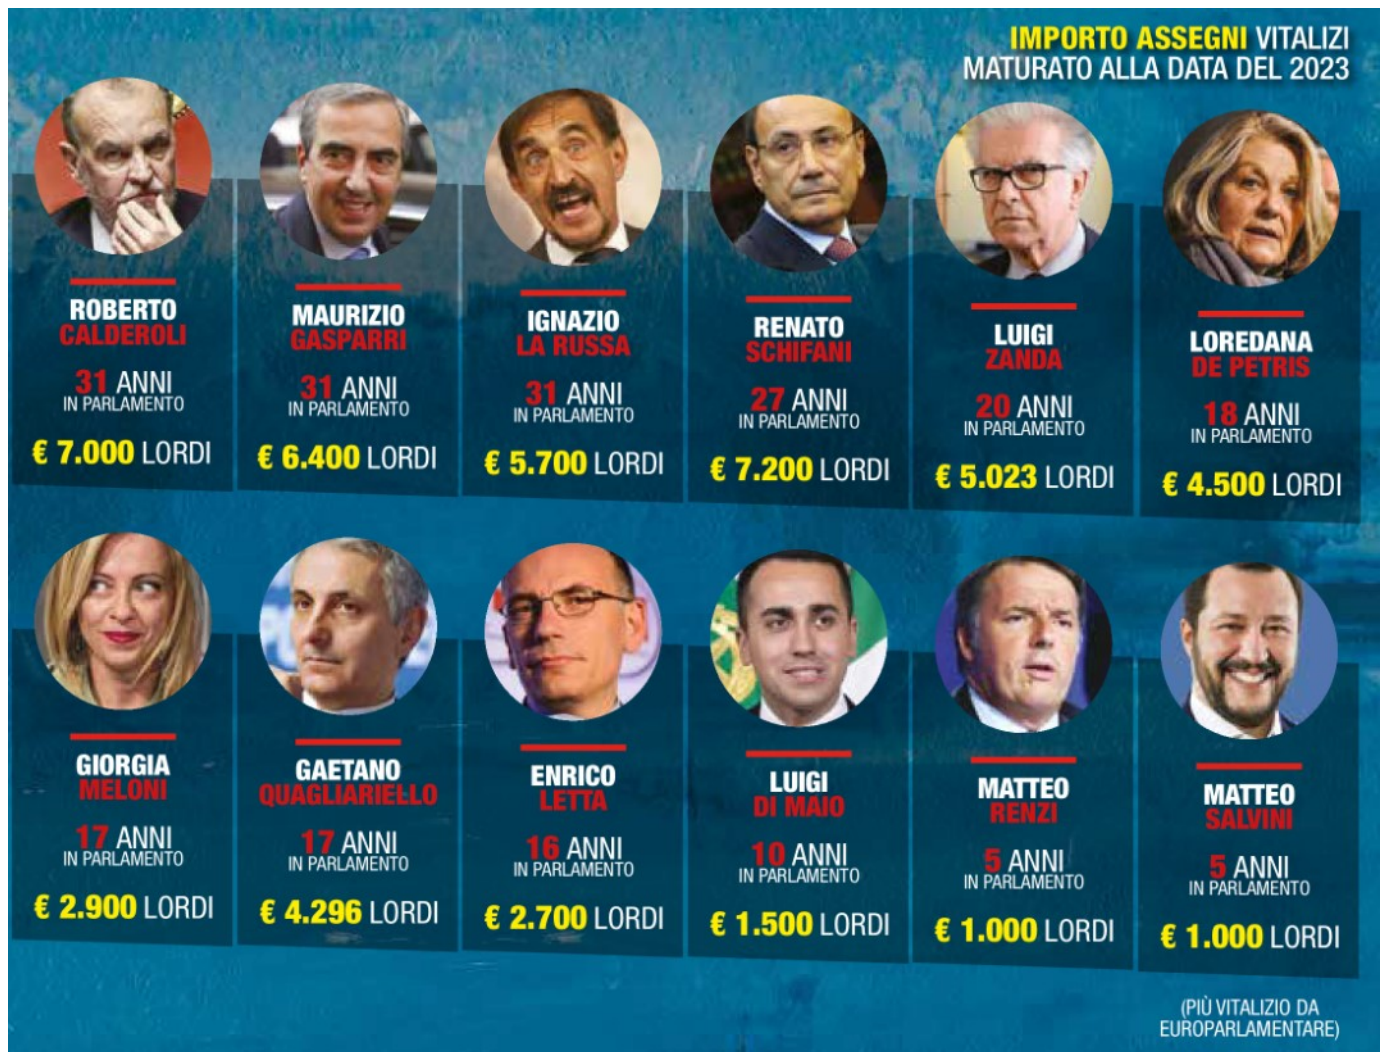 IMPORTO ASSEGNI VITALIZI
MATURATO ALLA DATA DEL 2023
ROBERTO
CALDEROLI
31 ANNI
IN PARLAMENTO
€ 7.000 LORDI
MAURIZIO
GASPARRI
31 ANNI
IN PARLAMENTO
€ 6.400 LORDI
IGNAZIO
LA RUSSA
31 ANNI
IN PARLAMENTO
€ 5.700 LORDI
RENATO
SCHIFANI
27 ANNI
IN PARLAMENTO
€ 7.200 LORDI
LUIGI
ZANDA
20 ANNI
IN PARLAMENTO
€ 5.023 LORDI
LOREDANA
DE PETRIS
18 ANNI
IN PARLAMENTO
€ 4.500 LORDI
GIORGIA
MELONI
17 ANNI
IN PARLAMENTO
€ 2.900 LORDI
GAETANO
QUAGLIARIELLO
17 ANNI
IN PARLAMENTO
€ 4.296 LORDI
ENRICO
LETTA
16 ANNI
IN PARLAMENTO
€ 2.700 LORDI
LUIGI
DI MAIO
10 ANNI
IN PARLAMENTO
€ 1.500 LORDI
MATTEO
RENZI
5 ANNI
IN PARLAMENTO
€ 1.000 LORDI
MATTEO
SALVINI
5 ANNI
IN PARLAMENTO
€ 1.000 LORDI
(PIÙ VITALIZIO DA
EUROPARLAMENTARE)